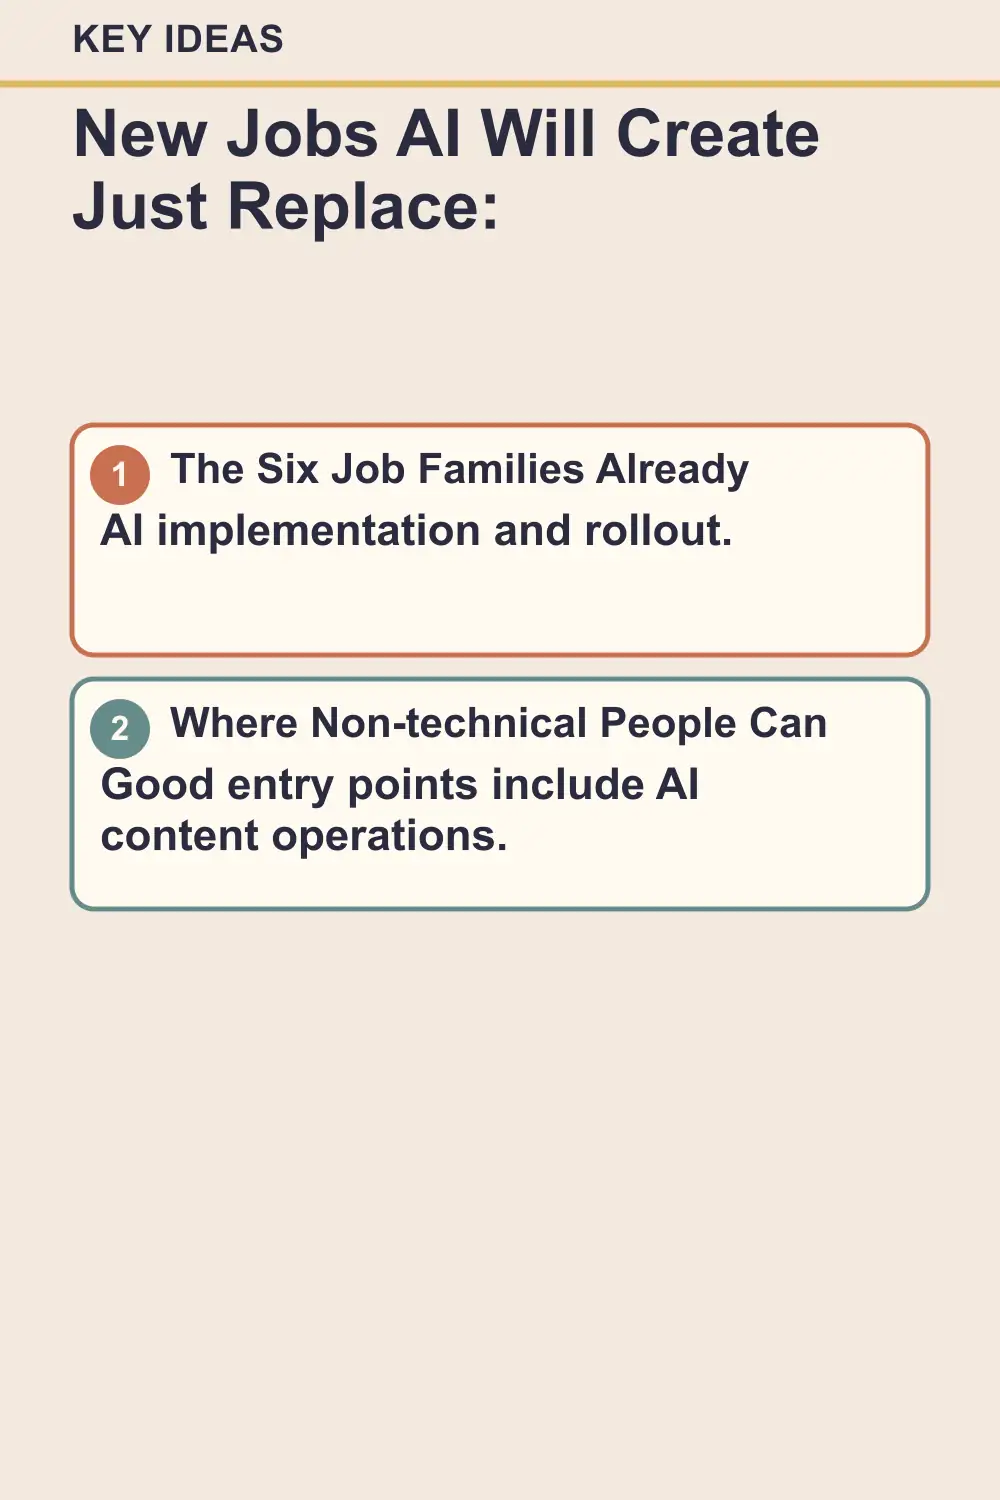 KEY IDEAS
New Jobs AI Will Create
Just Replace:
1 The Six Job Families Already
AI implementation and rollout.
2 Where Non-technical People Can
Good entry points include AI
content operations.